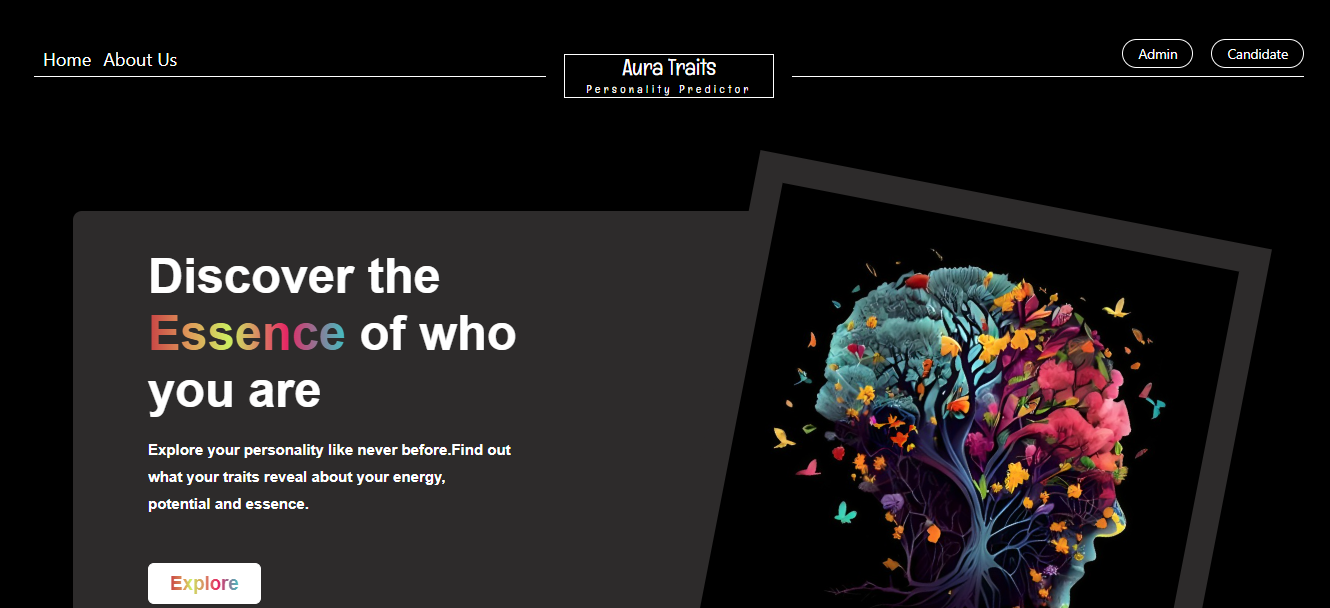 Home About Us
Aura Traits
Personality Predictor
Admin Candidate
Discover the
Essence of who
you are
Explore your personality like never before.Find out
what your traits reveal about your energy,
potential and essence.
Explore